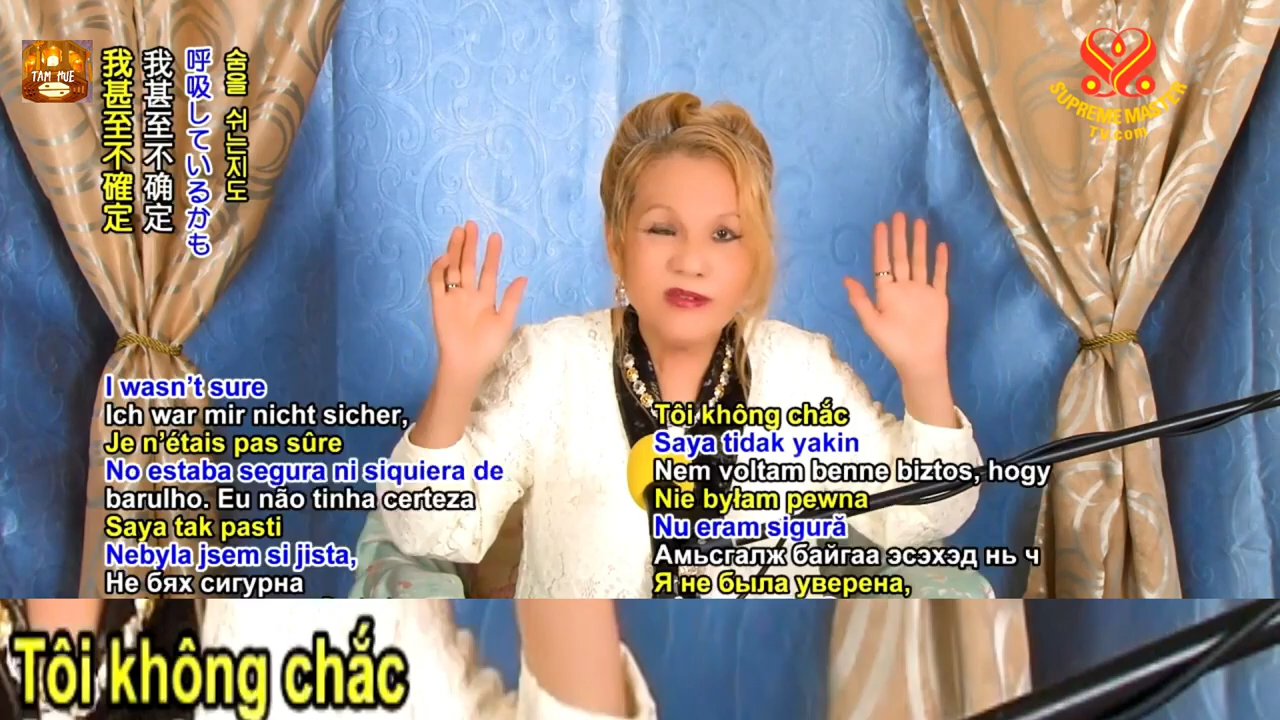 TÂM HUỆ
SUPREME MASTER
TV.com
숨을 쉬는지도
呼吸しているかも
我甚至不确定
我甚至不確定
I wasn't sure
Ich war mir nicht sicher,
Je n'étais pas sûre
No estaba segura ni siquiera de
barulho. Eu não tinha certeza
Saya tak pasti
Nebyla jsem si jista,
Не бях сигурна
Tôi không chắc
Saya tidak yakin
Nem voltam benne biztos, hogy
Nie byłam pewna
Nu eram sigură
Амьсгалж байгаа эсэхэд нь ч
Я не была уверена,
Tôi không chắc